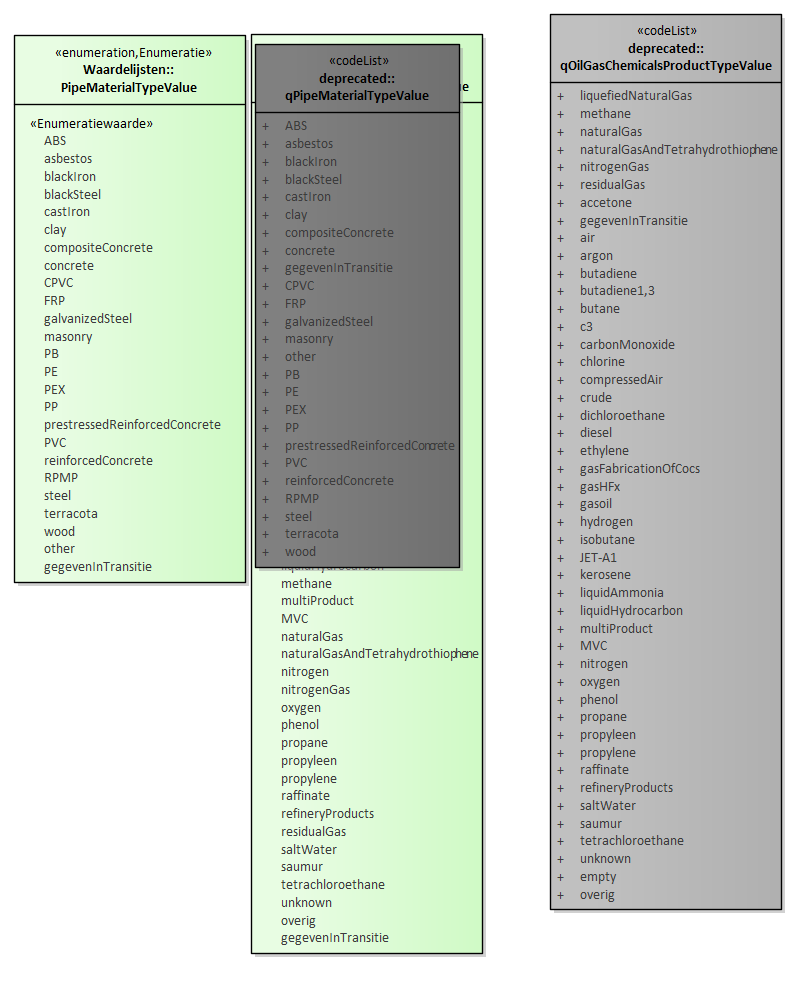 «enumeration,Enumeratie»
Waardelijsten::
PipeMaterialTypeValue
«Enumeratiewaarde»
ABS
asbestos
blackIron
blackSteel
castIron
clay
compositeConcrete
concrete
CPVC
FRP
galvanizedSteel
masonry
PB
PE
PEX
PP
prestressedReinforcedConcrete
PVC
reinforcedConcrete
RPMP
steel
terracota
wood
other
gegevenInTransitie
«codeList»
deprecated::
qPipeMaterialTypeValue
+ ABS
+ asbestos
+ blackIron
+ blackSteel
+ castIron
+ clay
+ compositeConcrete
+ concrete
+ gegevenInTransitie
+ CPVC
+ FRP
+ galvanizedSteel
+ masonry
+ other
+ PB
+ PE
+ PEX
+ PP
+ prestressedReinforcedConcrete
+ PVC
+ reinforcedConcrete
+ RPMP
+ steel
+ terracota
+ wood
methane
multiProduct
MVC
naturalGas
naturalGasAndTetrahydrothiophene
nitrogen
nitrogenGas
oxygen
phenol
propane
propyleen
propylene
raffinate
refineryProducts
residualGas
saltWater
saumur
tetrachloroethane
unknown
overig
gegevenInTransitie
«codeList»
deprecated::
qOilGasChemicalsProductTypeValue
+ liquefiedNaturalGas
+ methane
+ naturalGas
+ naturalGasAndTetrahydrothiophene
+ nitrogenGas
+ residualGas
+ accetone
+ gegevenInTransitie
+ air
+ argon
+ butadiene
+ butadiene1,3
+ butane
+ c3
+ carbonMonoxide
+ chlorine
+ compressedAir
+ crude
+ dichloroethane
+ diesel
+ ethylene
+ gasFabricationOfCocs
+ gasHFx
+ gasoil
+ hydrogen
+ isobutane
+ JET-A1
+ kerosene
+ liquidAmmonia
+ liquidHydrocarbon
+ multiProduct
+ MVC
+ nitrogen
+ oxygen
+ phenol
+ propane
+ propyleen
+ propylene
+ raffinate
+ refineryProducts
+ saltWater
+ saumur
+ tetrachloroethane
+ unknown
+ empty
+ overig